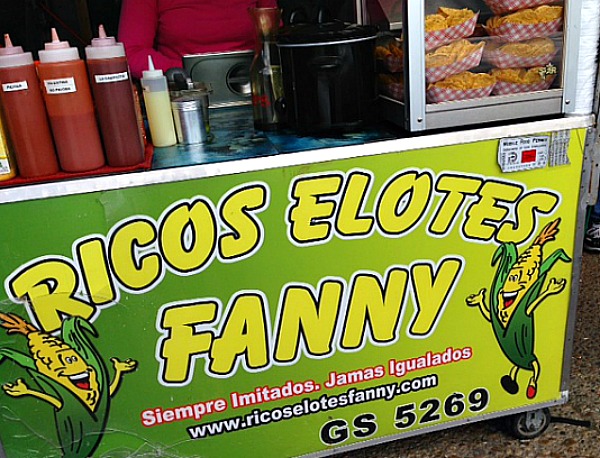 RICOS ELOTES
FANNY
Siempre Imitados. Jamas Igualados
www.ricoselotesfanny.com
GS 5269